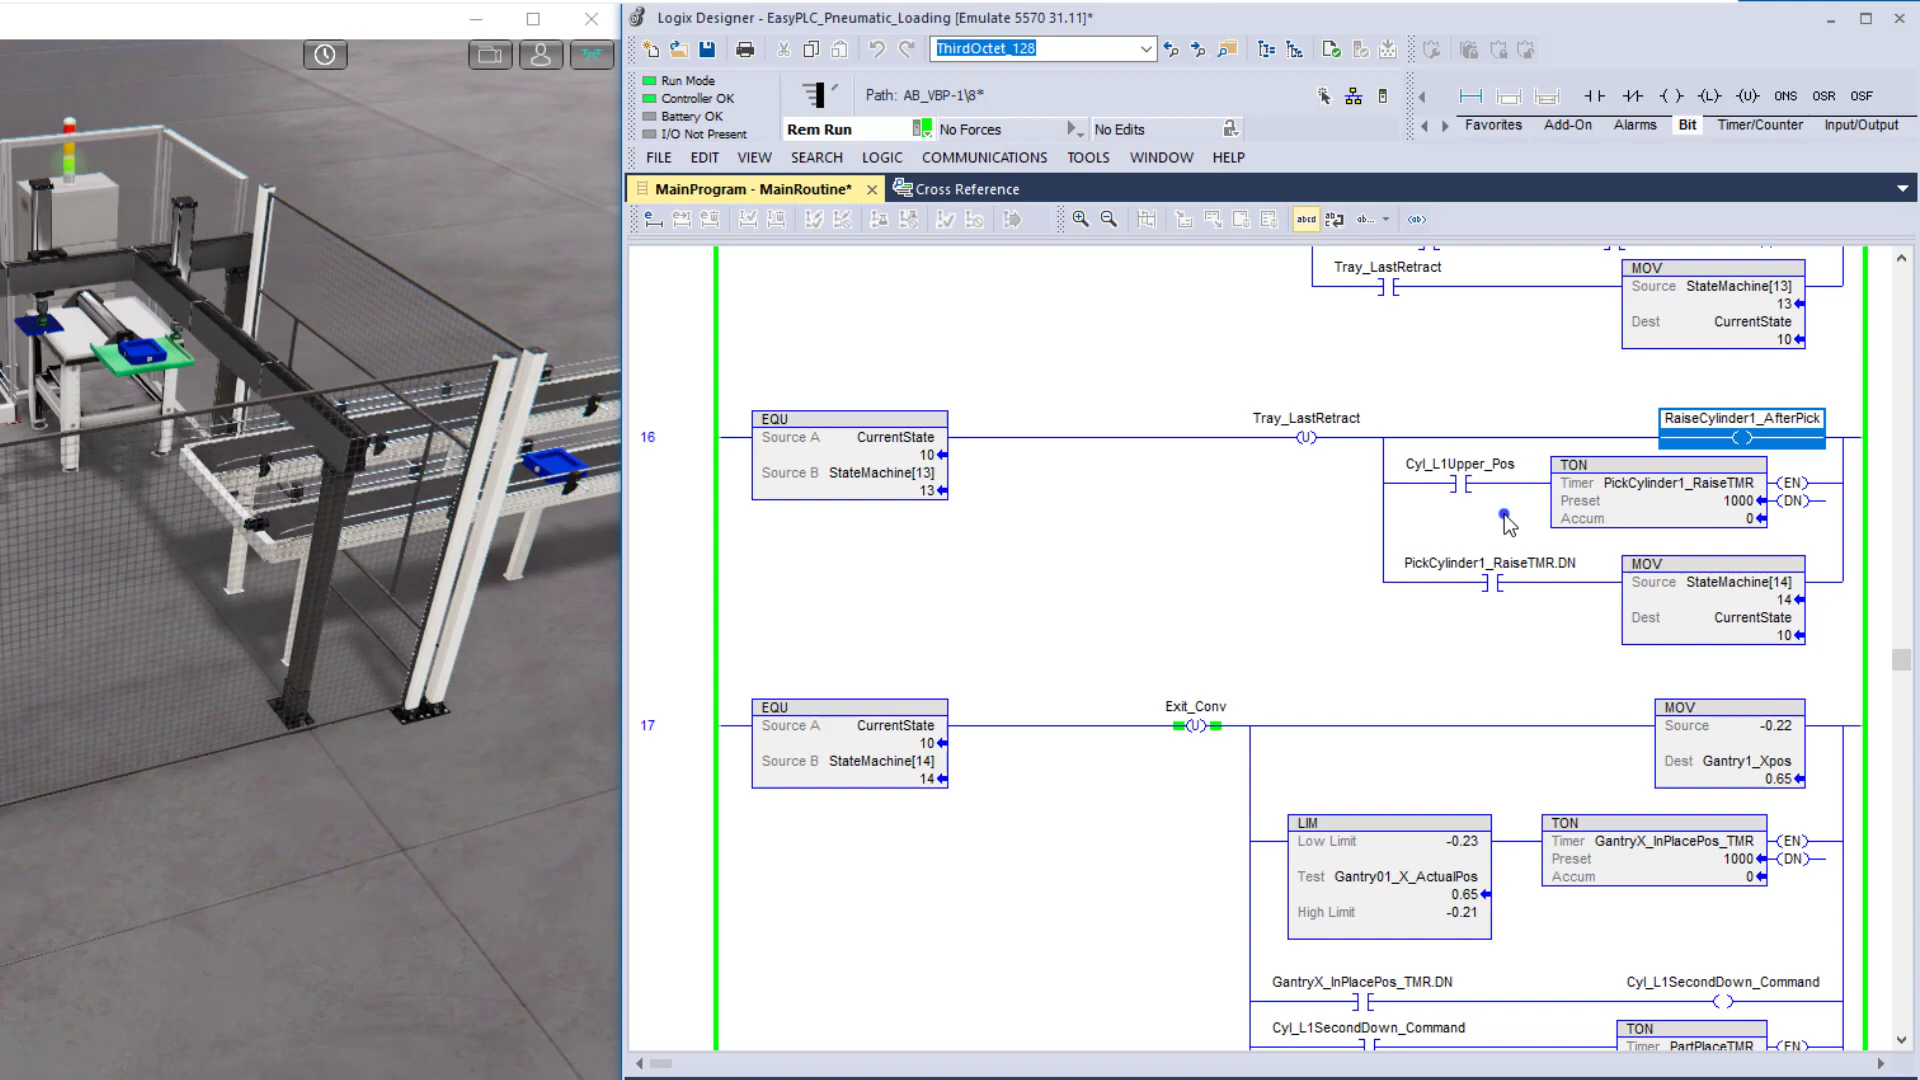 Logix Designer - EasyPLC_Pneumatic_Loading [Emulate 5570 31.11]*
ThirdOctet_128
Run Mode
Controller OK
Battery OK
I/O Not Present
Path: AB_VBP-1\8*
Rem Run
No Forces
No Edits
(L)
(U)
ONS
OSR
OSF
Favorites
Add-On
Alarms
Bit
Timer/Counter
Input/Output
FILE
EDIT
VIEW
SEARCH
LOGIC
COMMUNICATIONS
TOOLS
WINDOW
HELP
MainProgram - MainRoutine*
Cross Reference
abcd
ab...
Tray_LastRetract
MOV
Source StateMachine[13]
13
Dest CurrentState
10
16
EQU
Source A CurrentState
10
Source B StateMachine[13]
13
Tray_LastRetract
U
RaiseCylinder1_AfterPick
Cyl_L1Upper_Pos
TON
Timer PickCylinder1_RaiseTMR
EN
Preset 1000
DN
Accum 0
PickCylinder1_RaiseTMR.DN
MOV
Source StateMachine[14]
14
Dest CurrentState
10
17
EQU
Source A CurrentState
10
Source B StateMachine[14]
14
Exit_Conv
U
MOV
Source -0.22
Dest Gantry1_Xpos
0.65
LIM
Low Limit -0.23
Test Gantry01_X_ActualPos
0.65
High Limit -0.21
TON
Timer GantryX_InPlacePos_TMR
EN
Preset 1000
DN
Accum 0
GantryX_InPlacePos_TMR.DN
Cyl_L1SecondDown_Command
Cyl_L1SecondDown_Command
TON
Timer PartPlaceTMR
EN